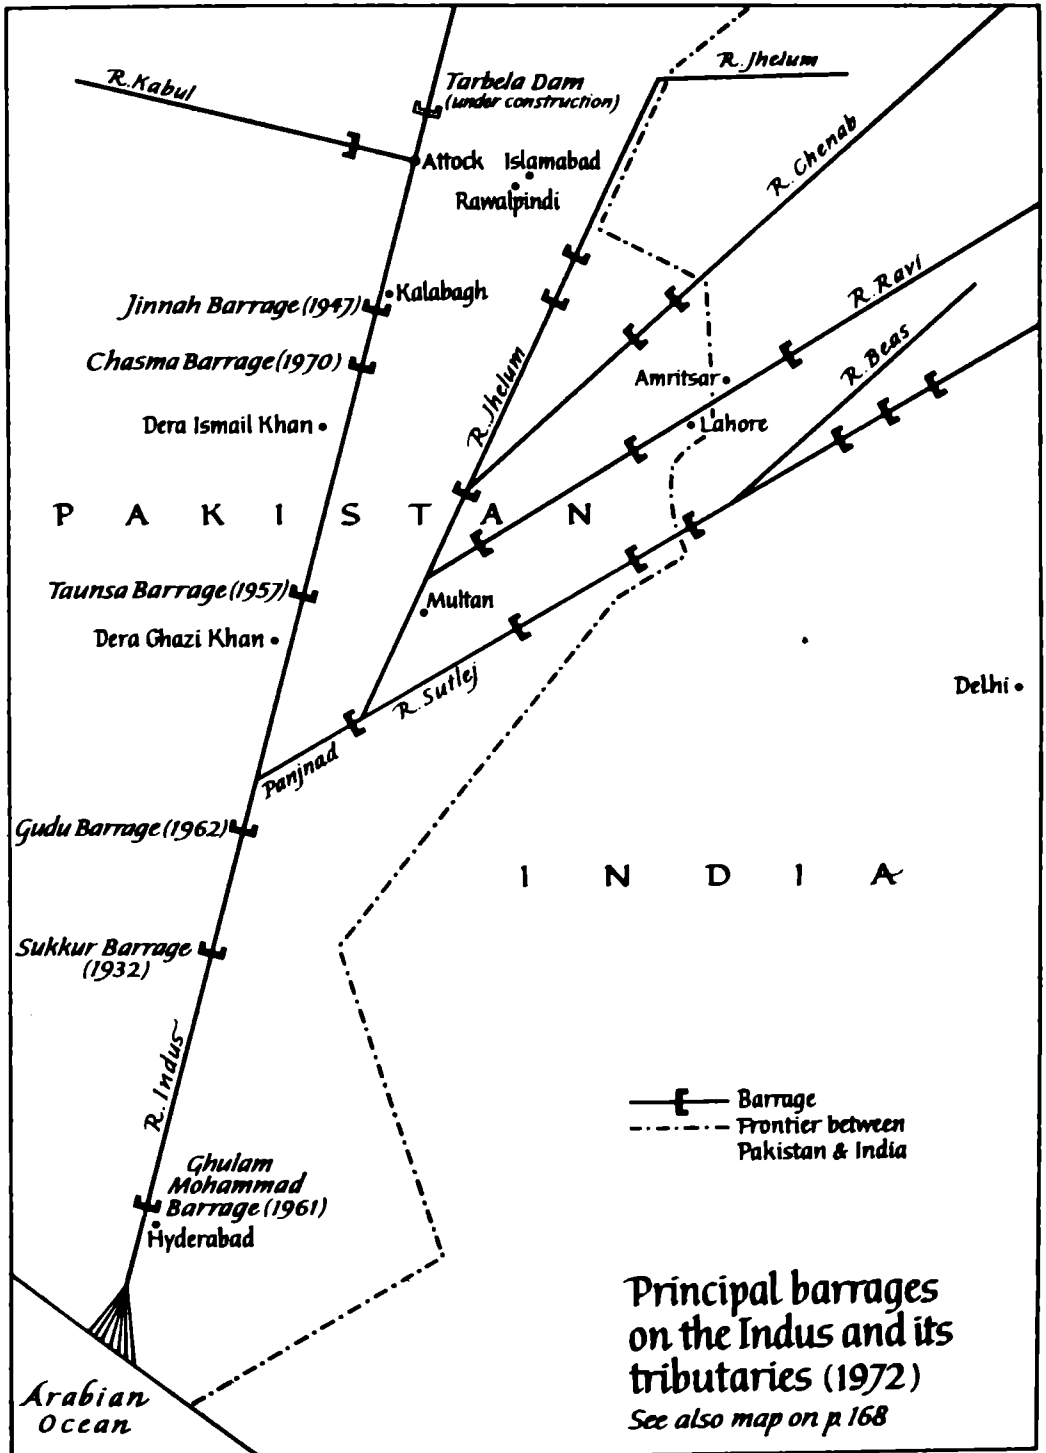 R. Kabul
Tarbela Dam
(under construction)
R. Jhelum
Attock
Islamabad
Rawalpindi
R. Chenab
Jinnah Barrage (1947)
Kalabagh
R. Ravi
Chasma Barrage (1970)
R. Beas
Amritsar
R. Jhelum
Dera Ismail Khan
Lahore
PAKISTAN
Taunsa Barrage (1957)
Multan
Dera Ghazi Khan
R. Sutlej
Delhi
Panjnad
Gudu Barrage (1962)
INDIA
Sukkur Barrage
(1932)
R. Indus
Barrage
Frontier between
Pakistan & India
Ghulam
Mohammad
Barrage (1961)
Hyderabad
Principal barrages
on the Indus and its
tributaries (1972)
See also map on p. 168
Arabian
Ocean